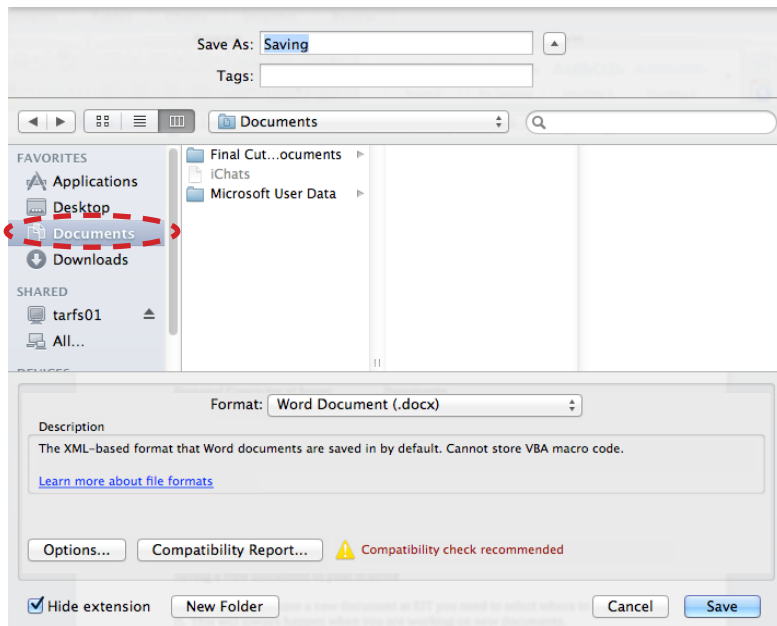 Save As: Saving
Tags:
Documents
FAVORITES
Applications
Desktop
Documents
Downloads
SHARED
tarfs01
All...
DEVICES
Final Cut...ocuments
iChats
Microsoft User Data
Format: Word Document (.docx)
Description
The XML-based format that Word documents are saved in by default. Cannot store VBA macro code.
Learn more about file formats
Options...
Compatibility Report...
Compatibility check recommended
Hide extension
New Folder
Cancel
Save